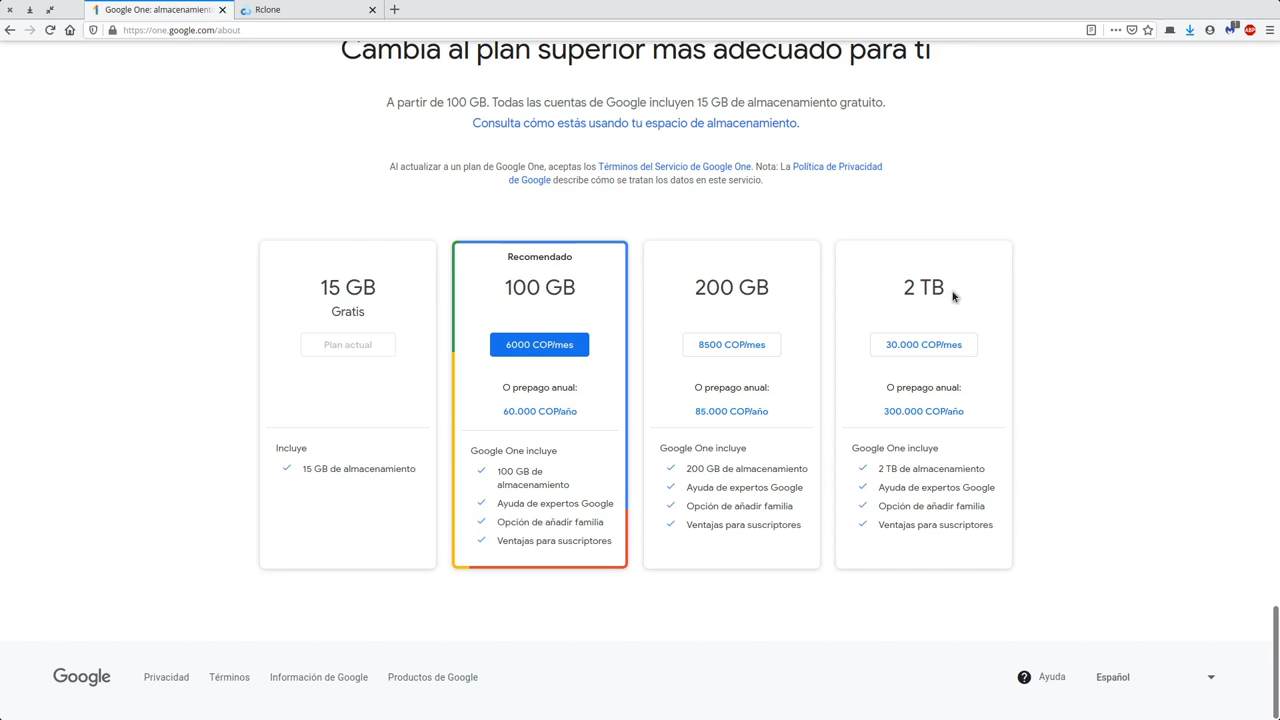 Google One: almacenamiento
Rclone
https://one.google.com/about
Cambia al plan superior más adecuado para ti
A partir de 100 GB. Todas las cuentas de Google incluyen 15 GB de almacenamiento gratuito.
Consulta cómo estás usando tu espacio de almacenamiento.
Al actualizar a un plan de Google One, aceptas los Términos del Servicio de Google One. Nota: La Política de Privacidad
de Google describe cómo se tratan los datos en este servicio.
15 GB
Gratis
Plan actual
Incluye
15 GB de almacenamiento
Recomendado
100 GB
6000 COP/mes
O prepago anual:
60.000 COP/año
Google One incluye
100 GB de
almacenamiento
Ayuda de expertos Google
Opción de añadir familia
Ventajas para suscriptores
200 GB
8500 COP/mes
O prepago anual:
85.000 COP/año
Google One incluye
200 GB de almacenamiento
Ayuda de expertos Google
Opción de añadir familia
Ventajas para suscriptores
2 TB
30.000 COP/mes
O prepago anual:
300.000 COP/año
Google One incluye
2 TB de almacenamiento
Ayuda de expertos Google
Opción de añadir familia
Ventajas para suscriptores
Google
Privacidad
Términos
Información de Google
Productos de Google
Ayuda
Español